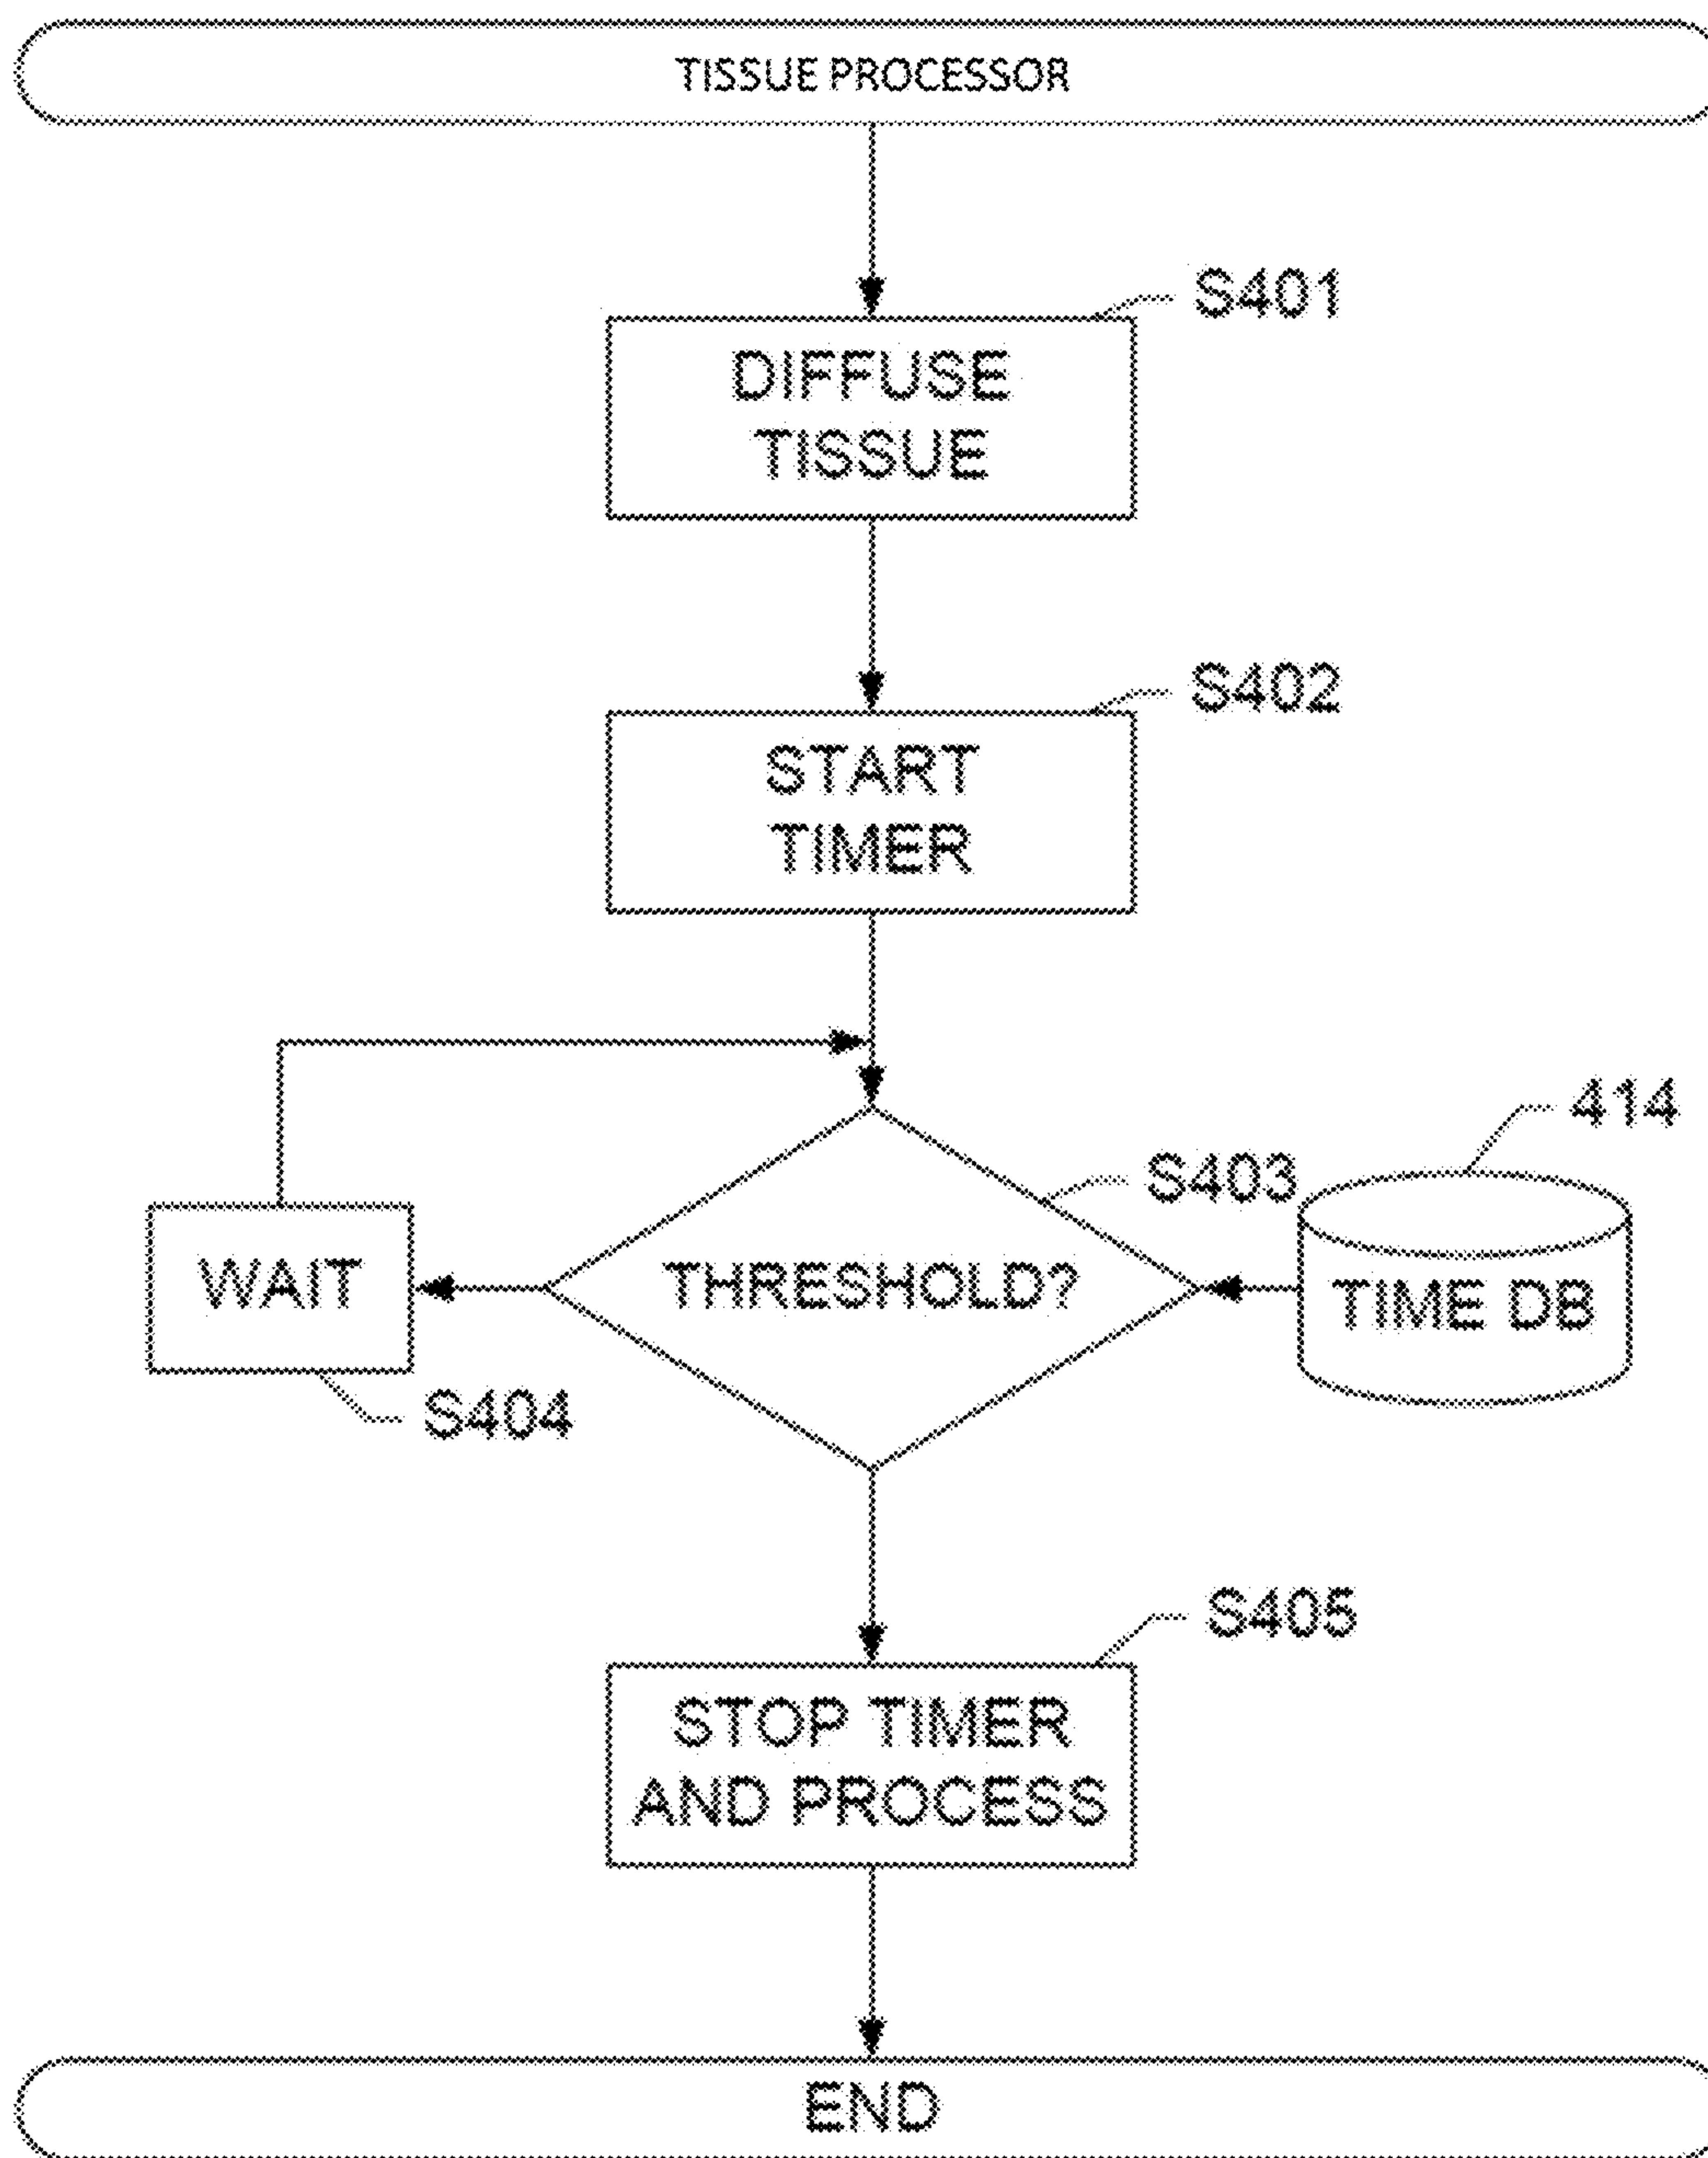 TISSUE PROCESSOR
S401
DIFFUSE
TISSUE
S402
START
TIMER
414
S403
THRESHOLD?
TIME DB
WAIT
S404
S405
STOP TIMER
AND PROCESS
END